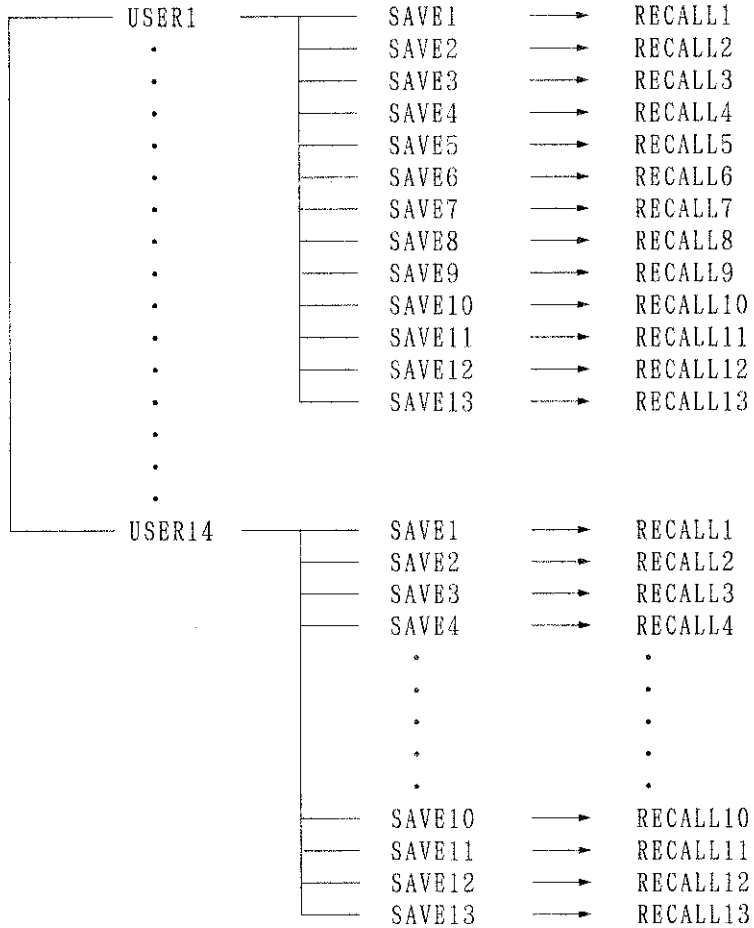 USER1 SAVE1 RECALL1
SAVE2 RECALL2
SAVE3 RECALL3
SAVE4 RECALL4
SAVE5 RECALL5
SAVE6 RECALL6
SAVE7 RECALL7
SAVE8 RECALL8
SAVE9 RECALL9
SAVE10 RECALL10
SAVE11 RECALL11
SAVE12 RECALL12
SAVE13 RECALL13
USER14 SAVE1 RECALL1
SAVE2 RECALL2
SAVE3 RECALL3
SAVE4 RECALL4
SAVE10 RECALL10
SAVE11 RECALL11
SAVE12 RECALL12
SAVE13 RECALL13